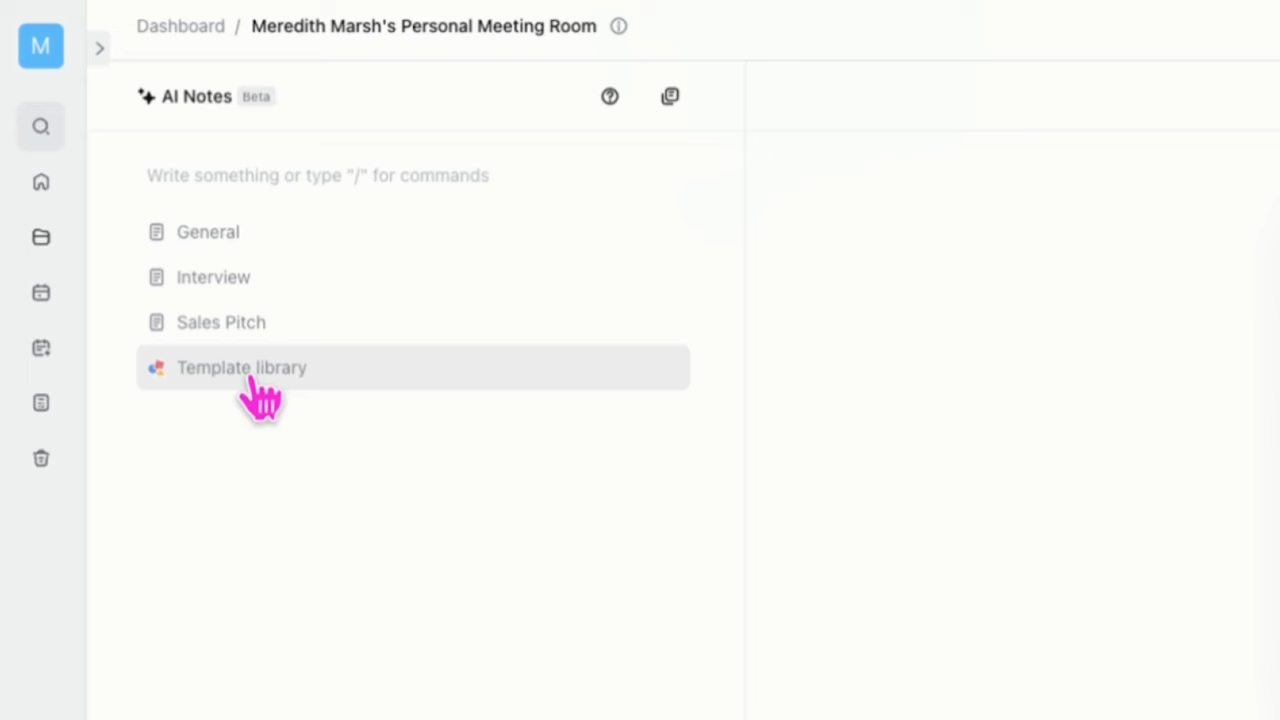 M
Dashboard / Meredith Marsh's Personal Meeting Room
AI Notes Beta
Write something or type "/" for commands
General
Interview
Sales Pitch
Template library